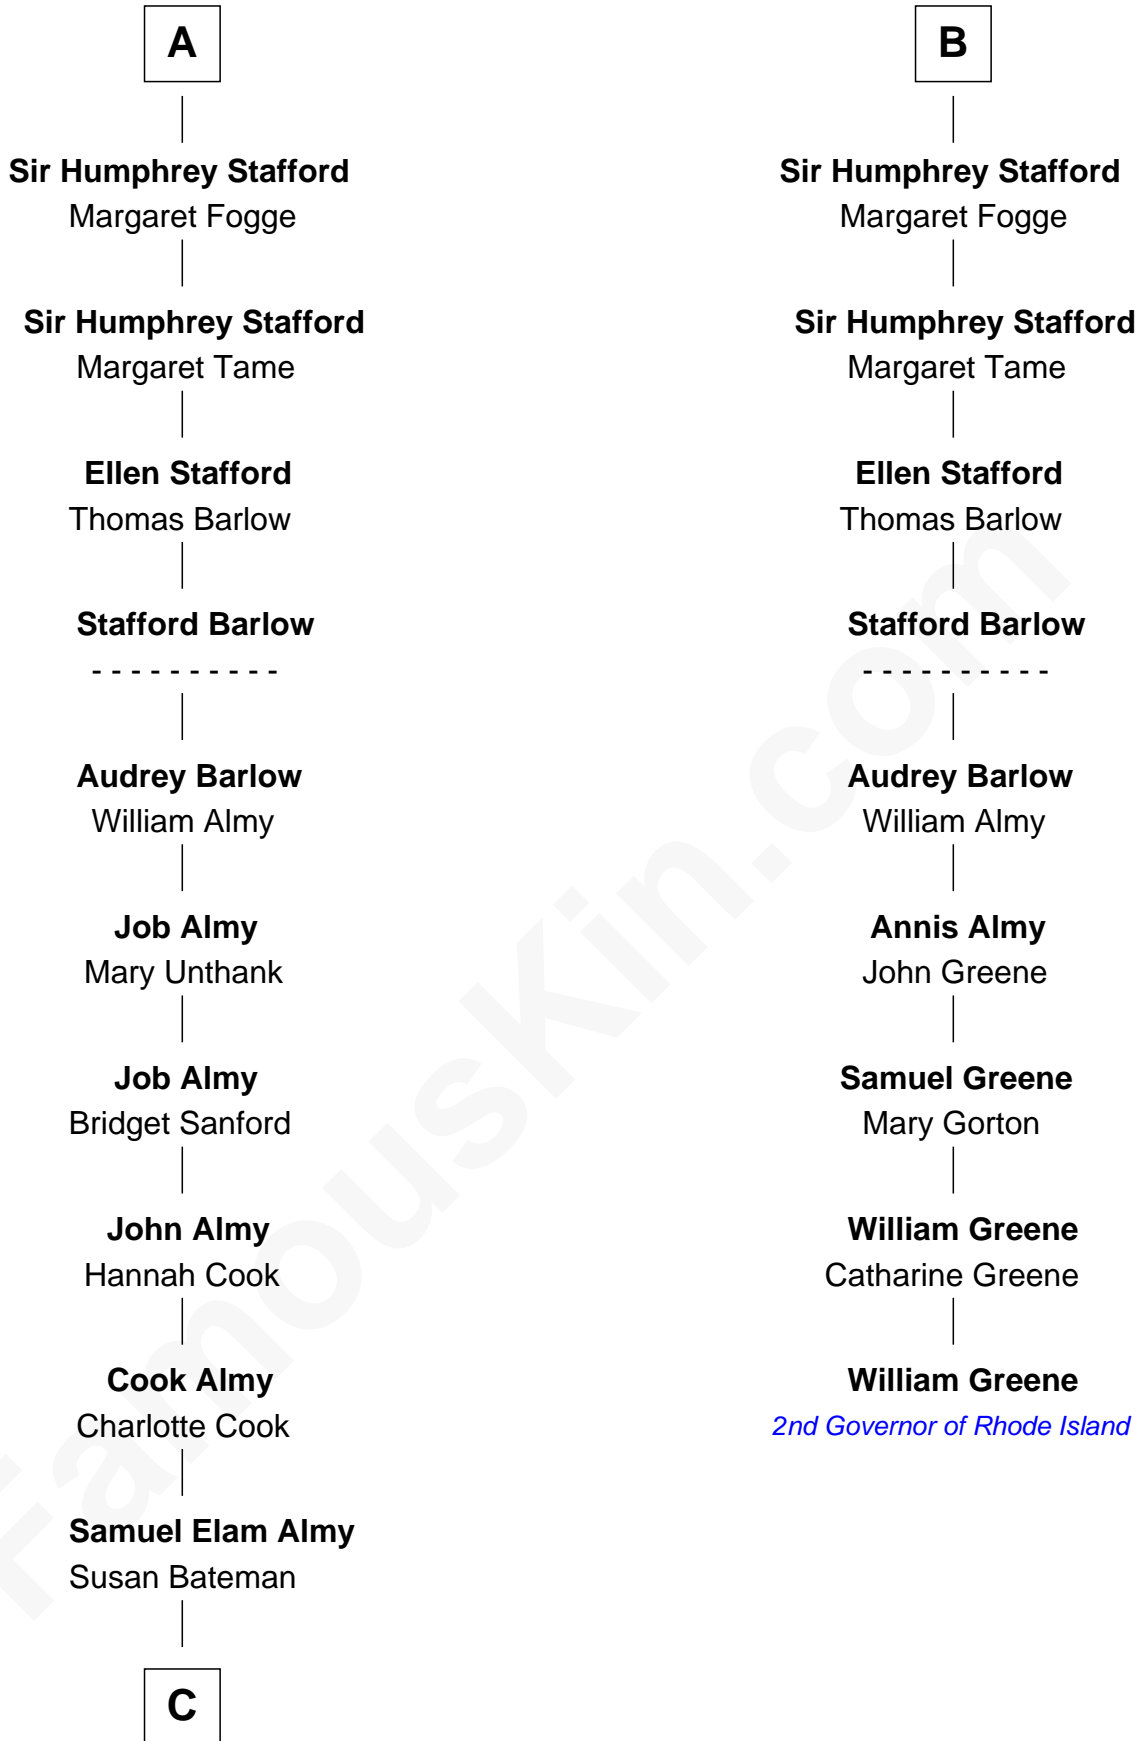 A
Sir Humphrey Stafford
Margaret Fogge
Sir Humphrey Stafford
Margaret Tame
Ellen Stafford
Thomas Barlow
Stafford Barlow
- - - - - - - - - -
Audrey Barlow
William Almy
Job Almy
Mary Unthank
Job Almy
Bridget Sanford
John Almy
Hannah Cook
Cook Almy
Charlotte Cook
Samuel Elam Almy
Susan Bateman
C
B
Sir Humphrey Stafford
Margaret Fogge
Sir Humphrey Stafford
Margaret Tame
Ellen Stafford
Thomas Barlow
Stafford Barlow
- - - - - - - - - -
Audrey Barlow
William Almy
Annis Almy
John Greene
Samuel Greene
Mary Gorton
William Greene
Catharine Greene
William Greene
2nd Governor of Rhode Island
FamousKin.com